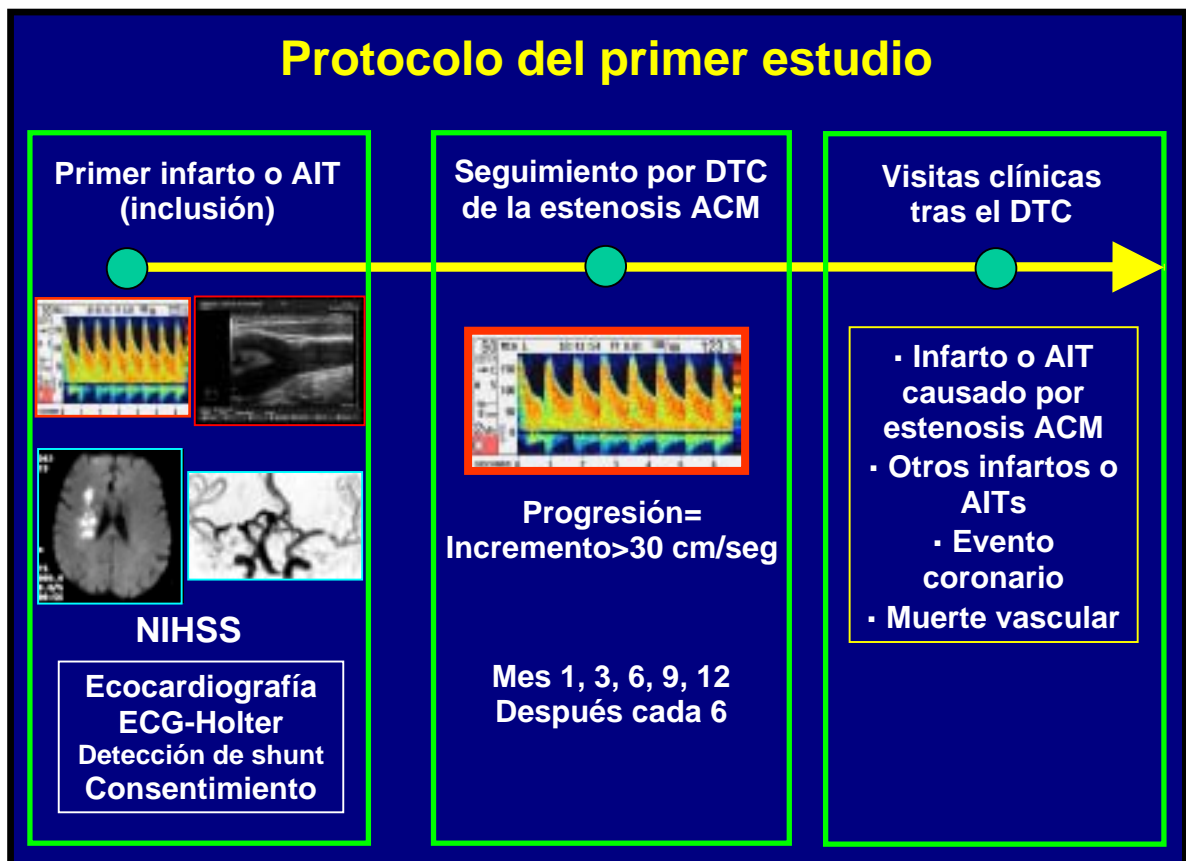 Protocolo del primer estudio
Primer infarto o AIT
(inclusión)
NIHSS
Ecocardiografía
ECG-Holter
Detección de shunt
Consentimiento
Seguimiento por DTC
de la estenosis ACM
Progresión=
Incremento>30 cm/seg
Mes 1, 3, 6, 9, 12
Después cada 6
Visitas clínicas
tras el DTC
▪ Infarto o AIT
causado por
estenosis ACM
▪ Otros infartos o
AITs
▪ Evento
coronario
▪ Muerte vascular